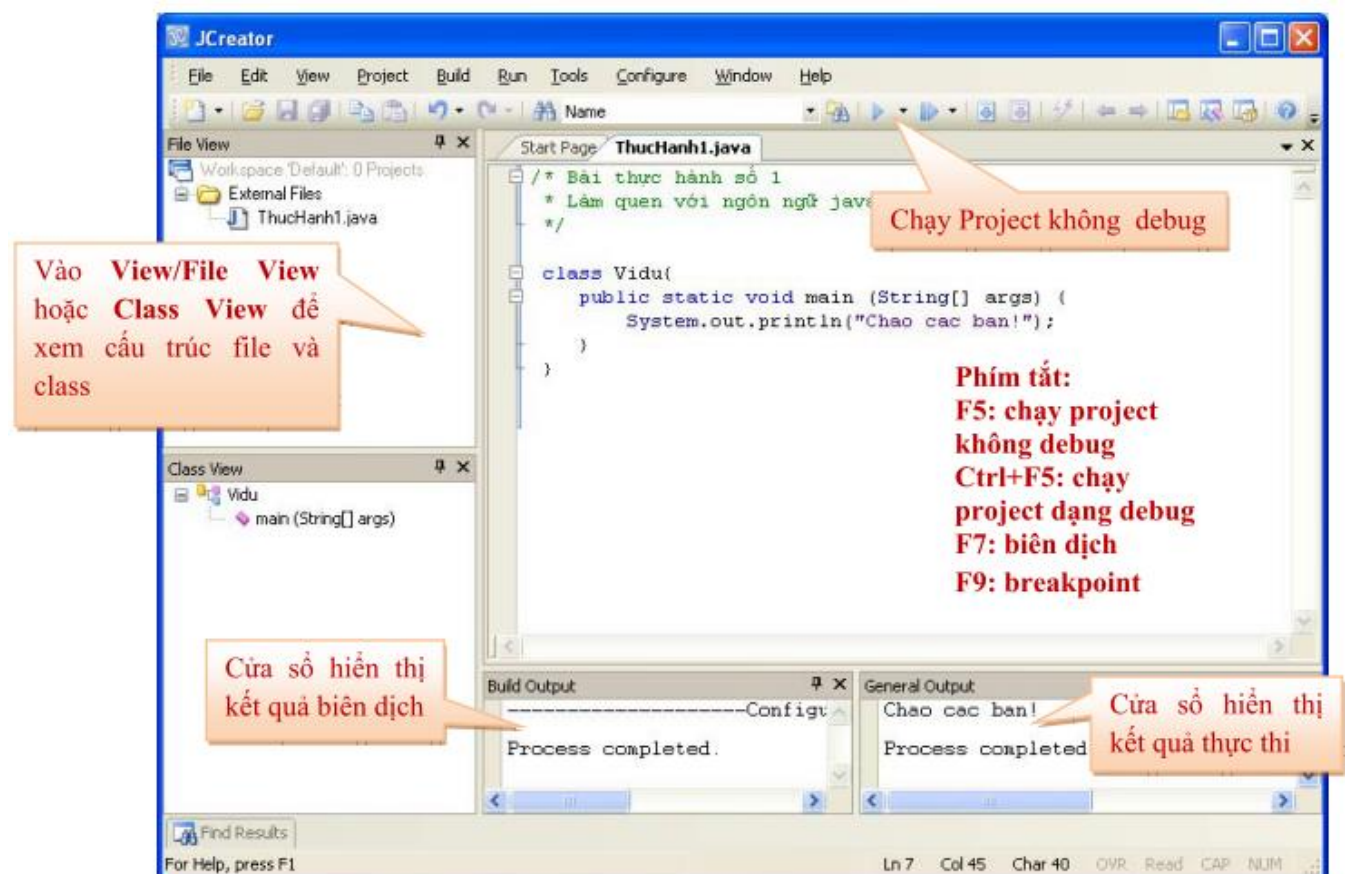 JCreator
File Edit View Project Build Run Tools Configure Window Help
Name
File View
Workspace 'Default': 0 Projects
External Files
ThucHanh1.java
Start Page ThucHanh1.java
/* Bài thực hành số 1
* Làm quen với ngôn ngữ java
*/
class Vidu{
public static void main (String[] args) {
System.out.println("Chao cac ban!");
}
}
Chạy Project không debug
Vào View/File View
hoặc Class View để
xem cấu trúc file và
class
Phím tắt:
F5: chạy project
không debug
Ctrl+F5: chạy
project dạng debug
F7: biên dịch
F9: breakpoint
Class View
Vidu
main (String[] args)
Cửa sổ hiển thị
kết quả biên dịch
Build Output
--------------------Configu
Process completed.
General Output
Chao cac ban!
Process completed
Cửa sổ hiển thị
kết quả thực thi
Find Results
For Help, press F1
Ln 7 Col 45 Char 40 OVR Read CAP NUM